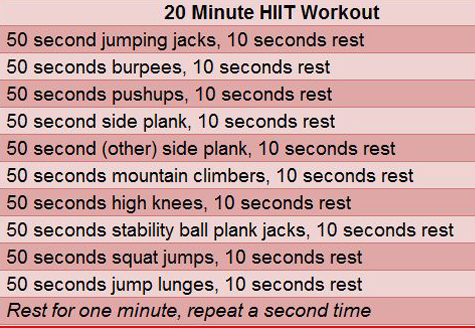 20 Minute HIIT Workout
50 second jumping jacks, 10 seconds rest
50 seconds burpees, 10 seconds rest
50 seconds pushups, 10 seconds rest
50 second side plank, 10 seconds rest
50 second (other) side plank, 10 seconds rest
50 seconds mountain climbers, 10 seconds rest
50 seconds high knees, 10 seconds rest
50 seconds stability ball plank jacks, 10 seconds rest
50 seconds squat jumps, 10 seconds rest
50 seconds jump lunges, 10 seconds rest
Rest for one minute, repeat a second time